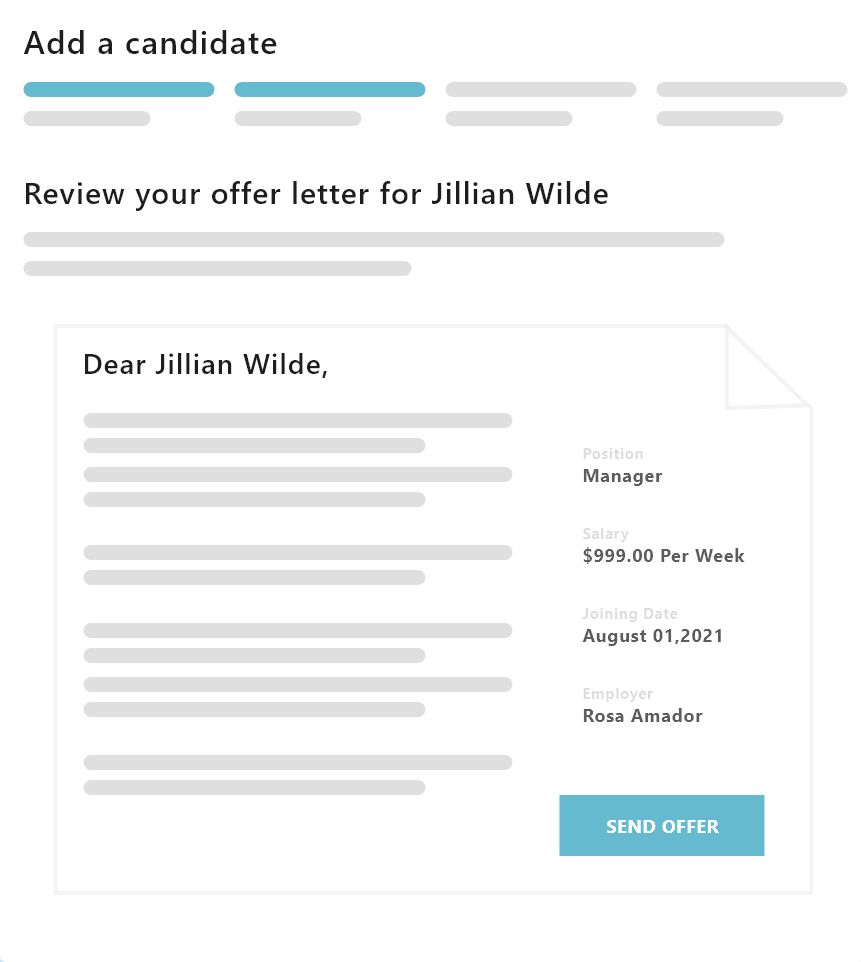 Add a candidate
Review your offer letter for Jillian Wilde
Dear Jillian Wilde,
Position
Manager
Salary
$999.00 Per Week
Joining Date
August 01,2021
Employer
Rosa Amador
SEND OFFER